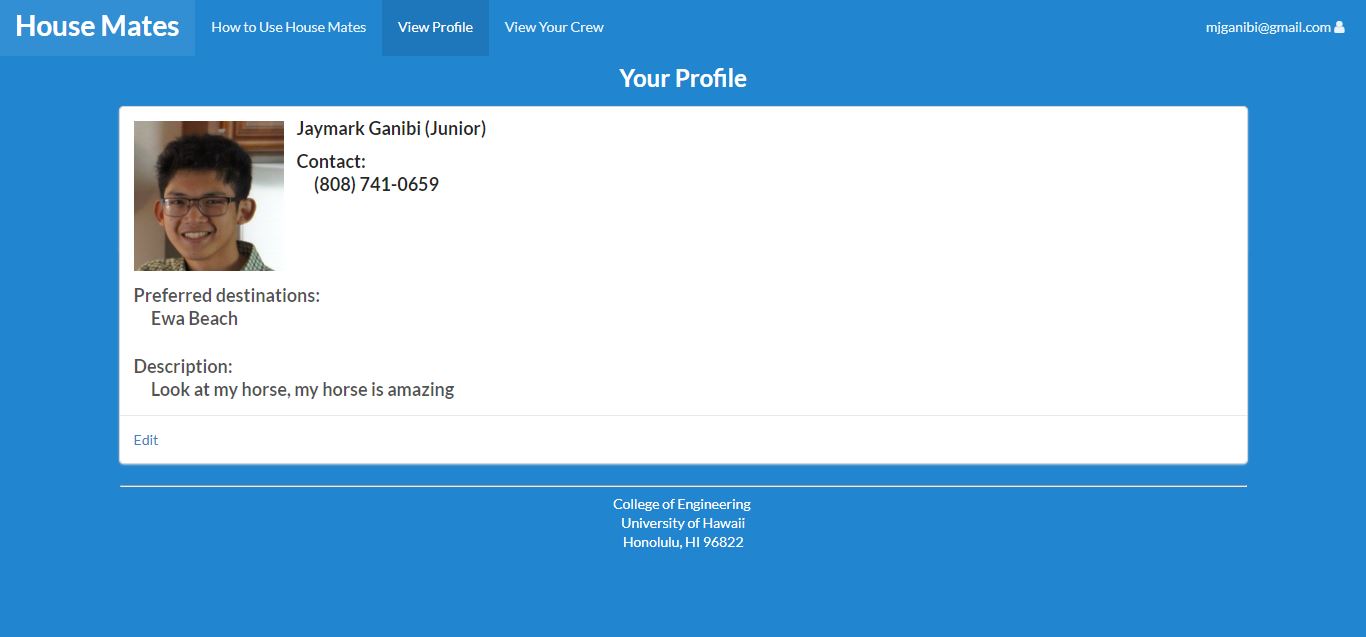 House Mates How to Use House Mates View Profile View Your Crew mjganibi@gmail.com
Your Profile
Jaymark Ganibi (Junior)
Contact:
(808) 741-0659
Preferred destinations:
Ewa Beach
Description:
Look at my horse, my horse is amazing
Edit
College of Engineering
University of Hawaii
Honolulu, HI 96822